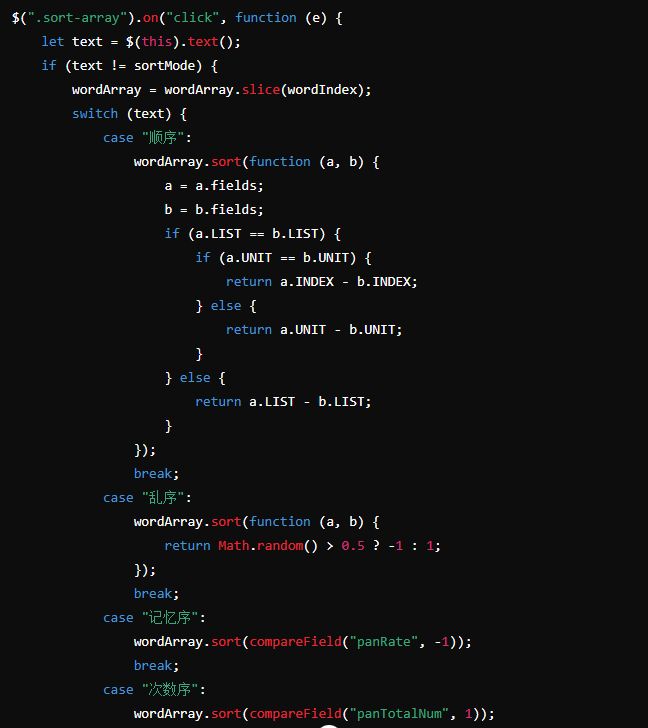 $(".sort-array").on("click", function (e) {
    let text = $(this).text();
    if (text != sortMode) {
        wordArray = wordArray.slice(wordIndex);
        switch (text) {
            case "顺序":
                wordArray.sort(function (a, b) {
                    a = a.fields;
                    b = b.fields;
                    if (a.LIST == b.LIST) {
                        if (a.UNIT == b.UNIT) {
                            return a.INDEX - b.INDEX;
                        } else {
                            return a.UNIT - b.UNIT;
                        }
                    } else {
                        return a.LIST - b.LIST;
                    }
                });
                break;
            case "乱序":
                wordArray.sort(function (a, b) {
                    return Math.random() > 0.5 ? -1 : 1;
                });
                break;
            case "记忆序":
                wordArray.sort(compareField("panRate", -1));
                break;
            case "次数序":
                wordArray.sort(compareField("panTotalNum", 1));